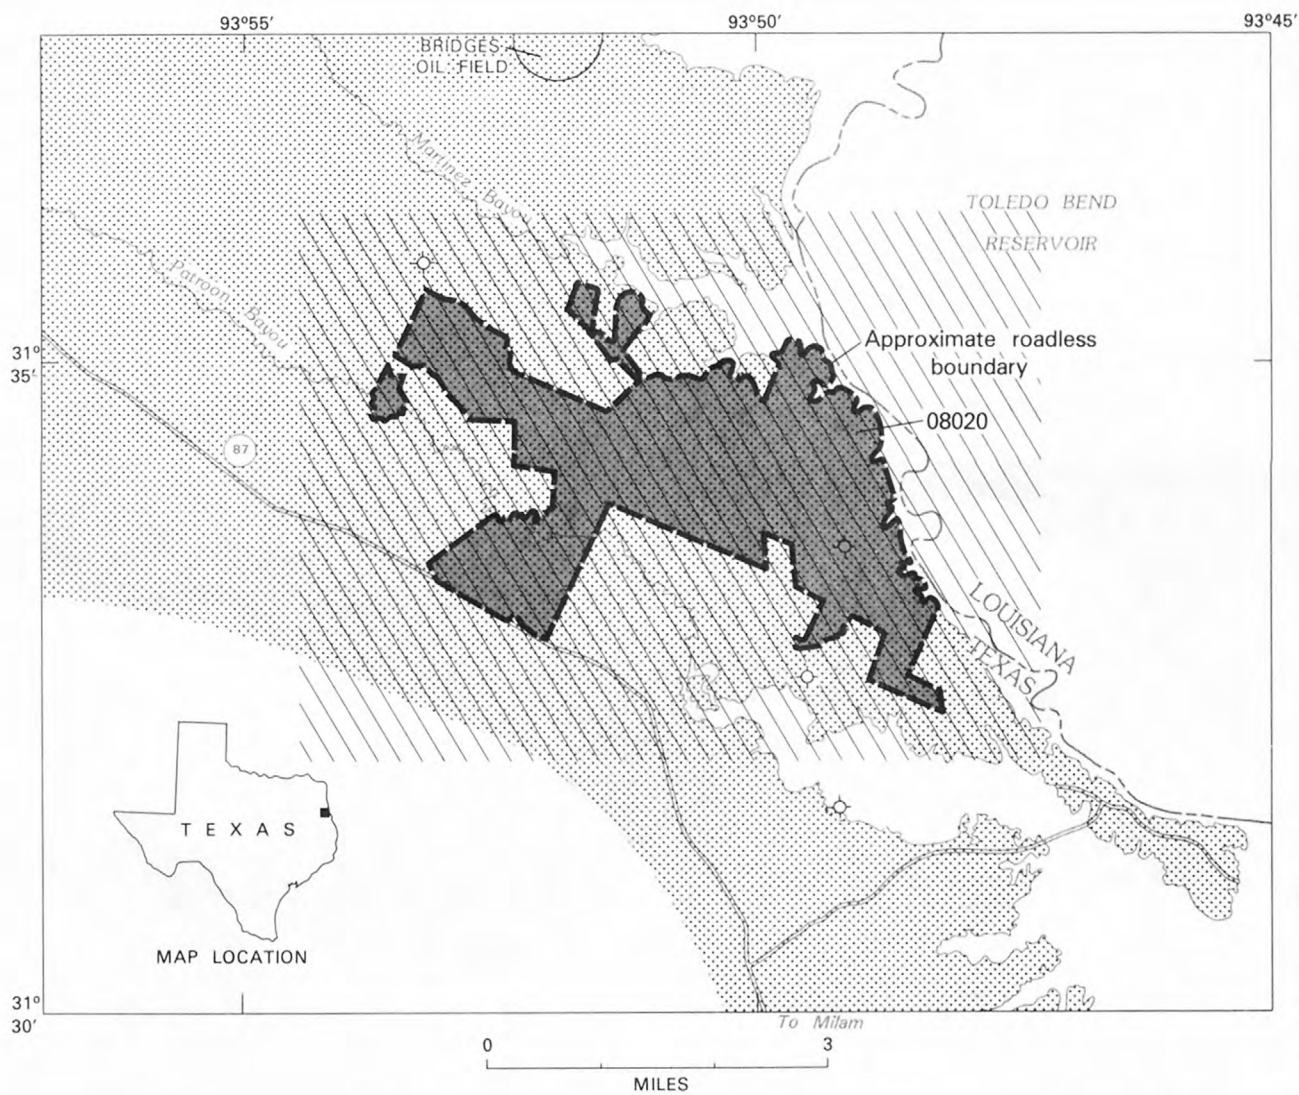 93°55'
93°50'
93°45'
BRIDGES
OIL FIELD
Martinez Bayou
TOLEDO BEND
RESERVOIR
Patroon Bayou
Approximate roadless
boundary
31°
35'
08020
87
LOUISIANA
TEXAS
TEXAS
MAP LOCATION
31°
30'
To Milam
0
3
MILES